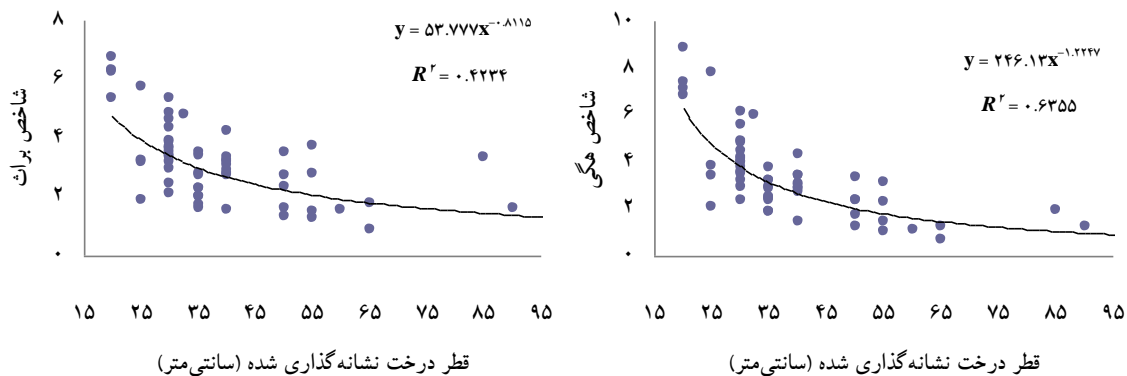 ۸
y = ۵۳.۷۷۷x^−۰.۸۱۱۵
R^۲ = ۰.۴۲۳۴
۶
۴
۲
۰
شاخص براث
۱۵ ۲۵ ۳۵ ۴۵ ۵۵ ۶۵ ۷۵ ۸۵ ۹۵
قطر درخت نشانه‌گذاری شده (سانتی‌متر)
۱۰
y = ۲۴۶.۱۳x^−۱.۲۲۴۷
R^۲ = ۰.۶۳۵۵
۸
۶
۴
۲
۰
شاخص هگی
۱۵ ۲۵ ۳۵ ۴۵ ۵۵ ۶۵ ۷۵ ۸۵ ۹۵
قطر درخت نشانه‌گذاری شده (سانتی‌متر)